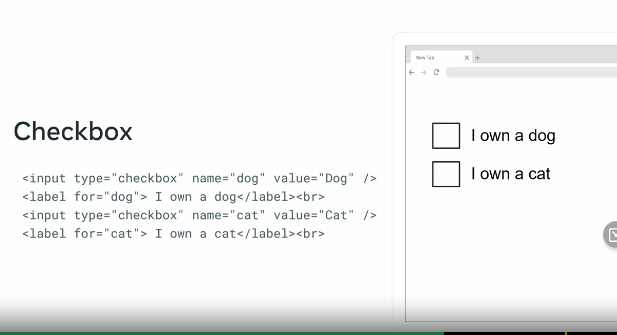 New Tab
Checkbox
<input type="checkbox" name="dog" value="Dog" />
<label for="dog"> I own a dog</label><br>
<input type="checkbox" name="cat" value="Cat" />
<label for="cat"> I own a cat</label><br>
I own a dog
I own a cat